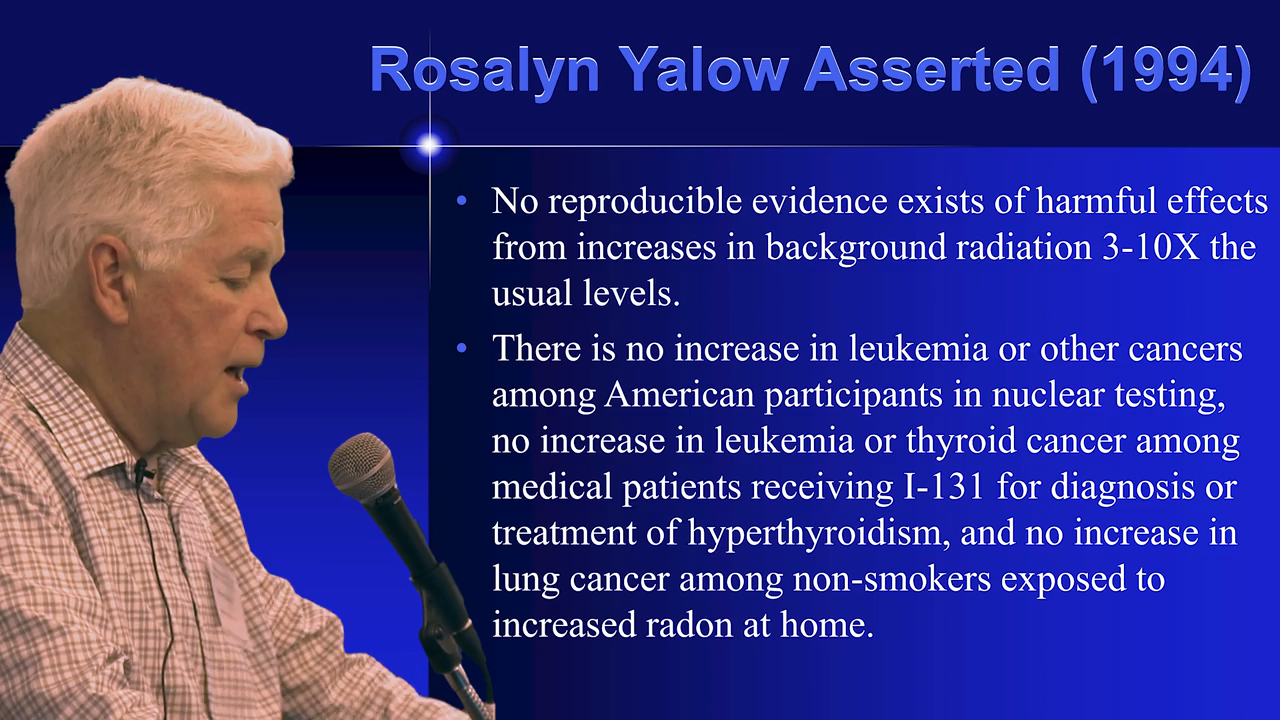 Rosalyn Yalow Asserted (1994)
• No reproducible evidence exists of harmful effects
from increases in background radiation 3-10X the
usual levels.
• There is no increase in leukemia or other cancers
among American participants in nuclear testing,
no increase in leukemia or thyroid cancer among
medical patients receiving I-131 for diagnosis or
treatment of hyperthyroidism, and no increase in
lung cancer among non-smokers exposed to
increased radon at home.